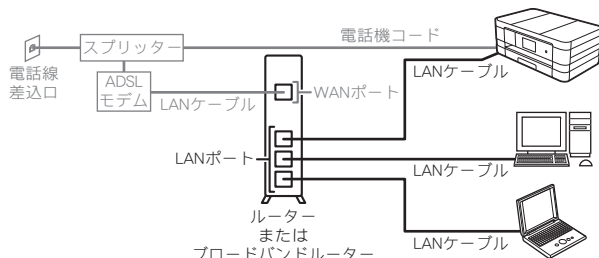 電話機コード
スプリッター
電話線
差込口
ADSL
モデム
LANケーブル
WANポート
LANケーブル
LANポート
LANケーブル
LANケーブル
ルーター
または
ブロードバンドルーター